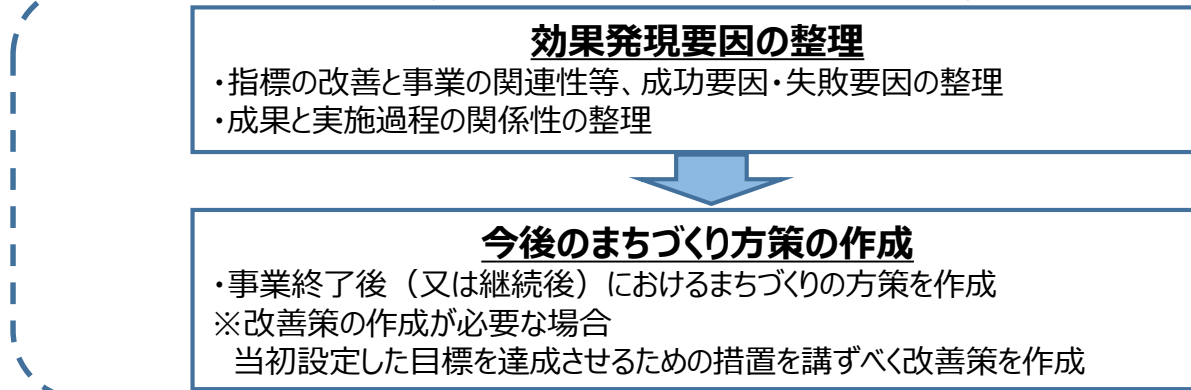 効果発現要因の整理
・指標の改善と事業の関連性等、成功要因・失敗要因の整理
・成果と実施過程の関係性の整理
今後のまちづくり方策の作成
・事業終了後（又は継続後）におけるまちづくりの方策を作成
※改善策の作成が必要な場合
当初設定した目標を達成させるための措置を講ずべく改善策を作成